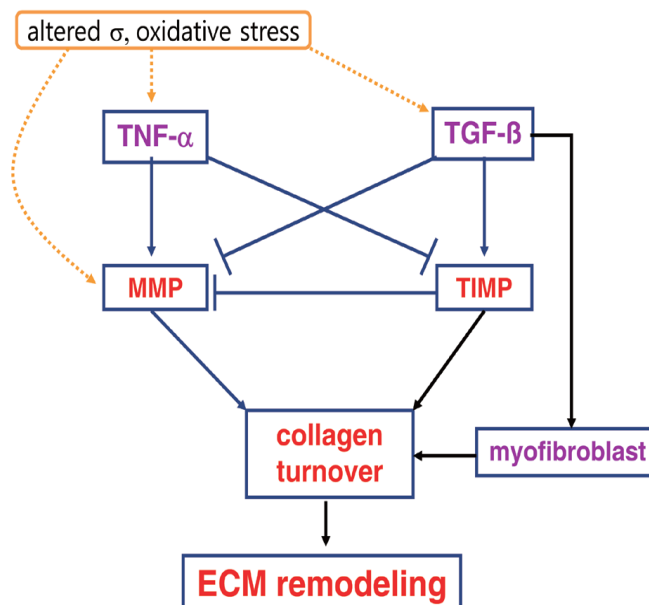 altered σ, oxidative stress
TNF-α
TGF-ß
MMP
TIMP
collagen
turnover
myofibroblast
ECM remodeling